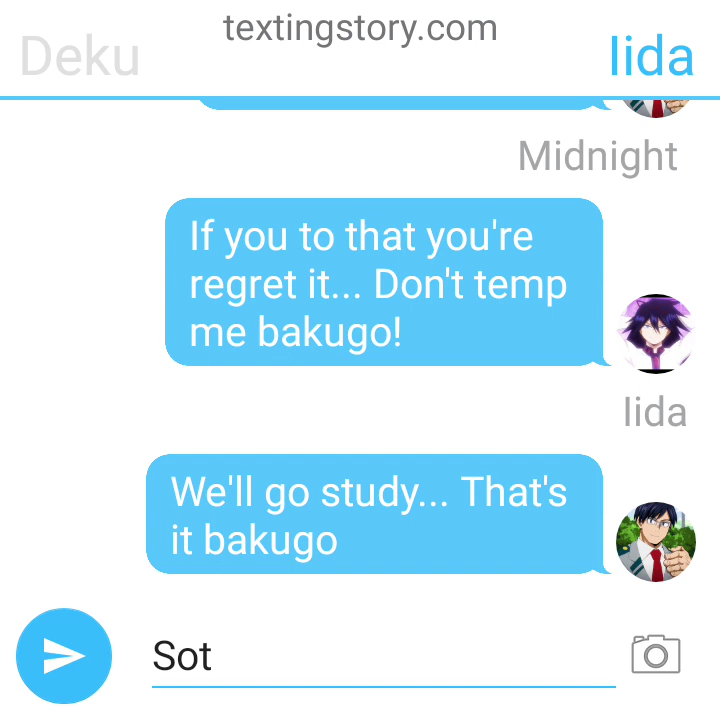 textingstory.com
Deku
Iida
Midnight
If you to that you're
regret it... Don't temp
me bakugo!
Iida
We'll go study... That's
it bakugo
Sot